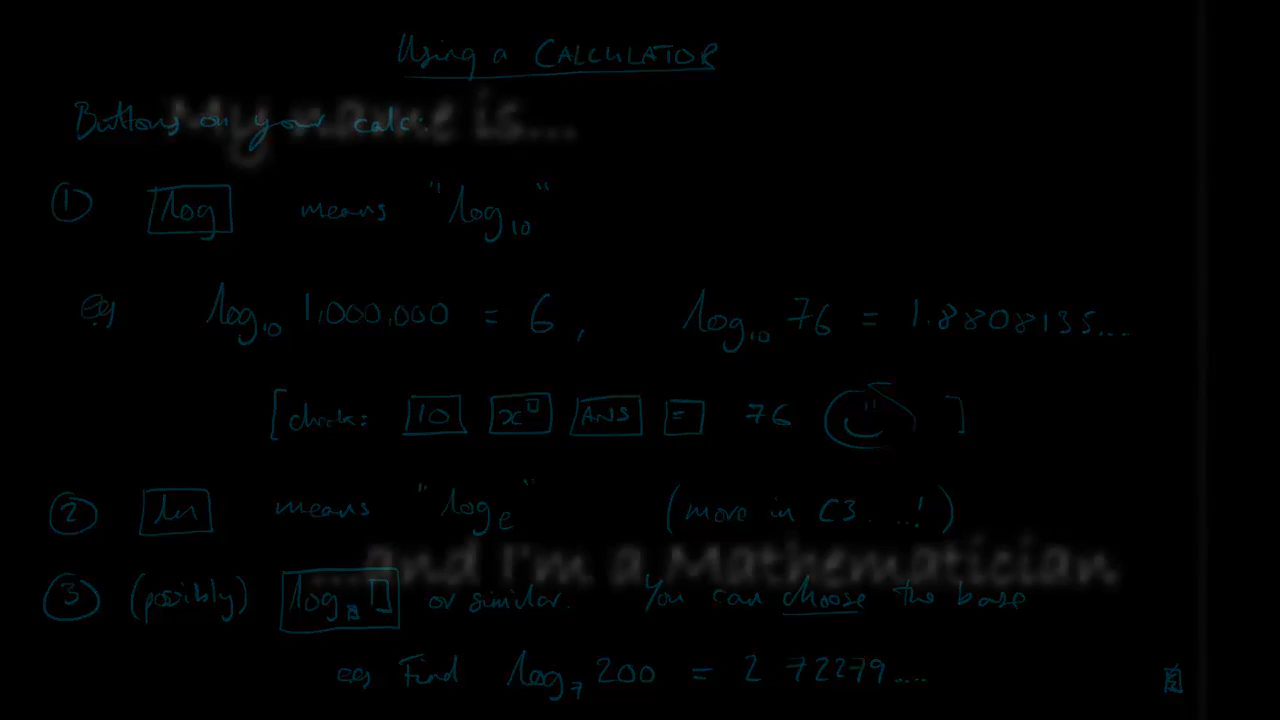 Using a CALCULATOR
My name is...
Buttons on your calc:
① log means "log₁₀"
eg log₁₀ 1,000,000 = 6, log₁₀ 76 = 1.8808135...
[check: 10 x^□ ANS = 76 ]
② ln means "logₑ" (more in C3....!)
...and I'm a Mathematician
③ (possibly) log□ □ or similar. You can choose the base
eg Find log₇ 200 = 2.72279.....